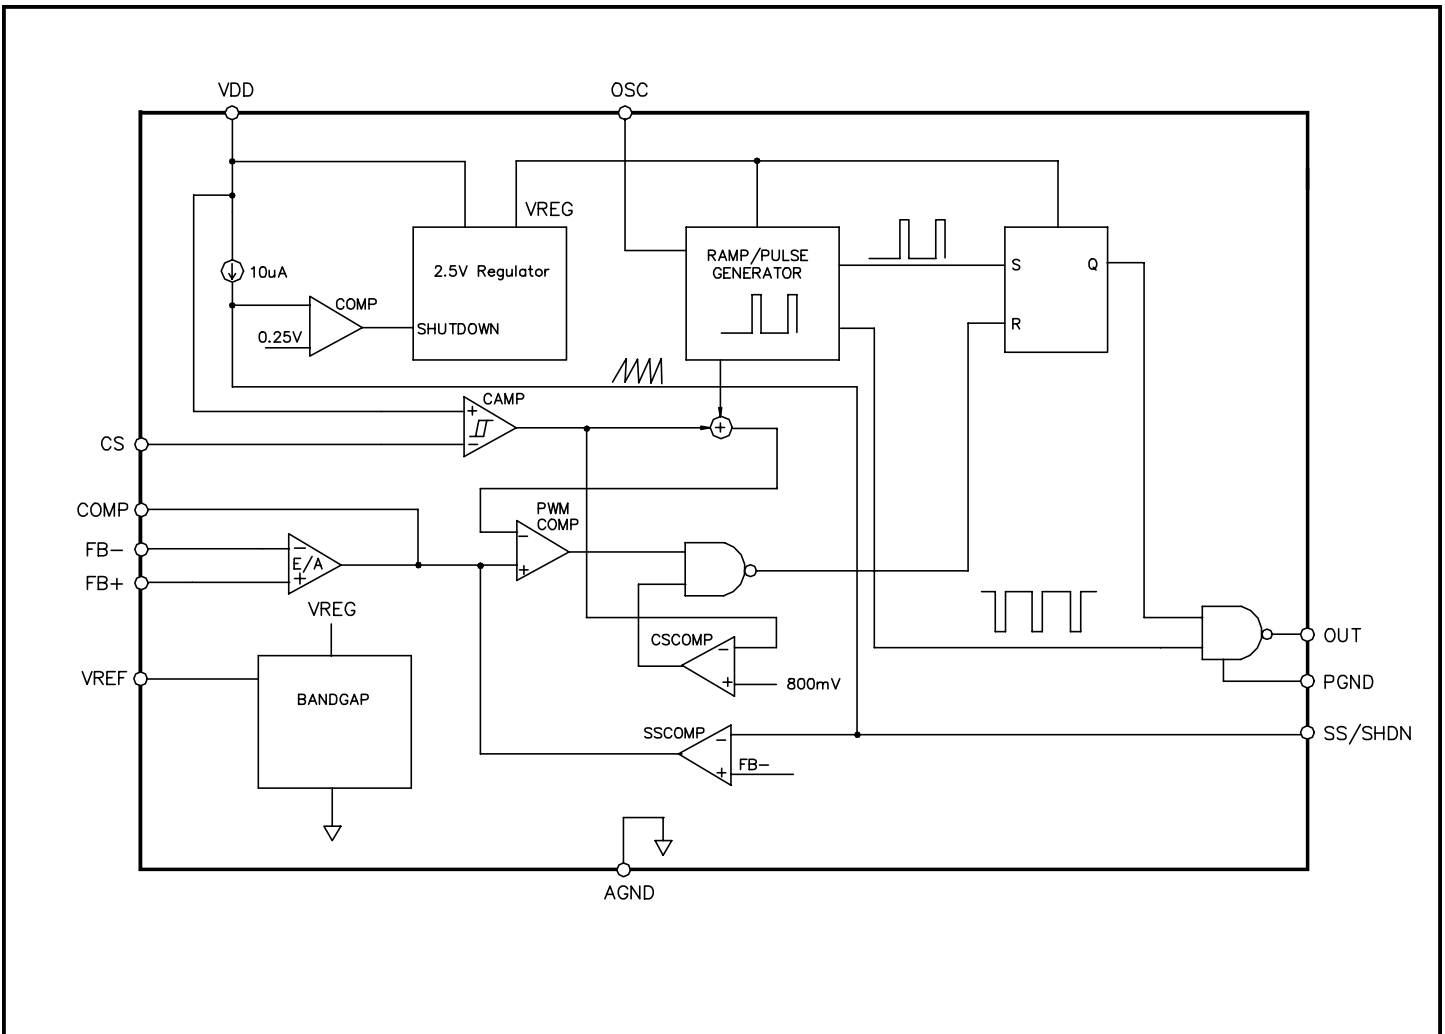 VDD
OSC
VREG
10uA
2.5V Regulator
COMP
0.25V
SHUTDOWN
RAMP/PULSE
GENERATOR
S
Q
R
CAMP
+
−
+
CS
COMP
FB−
FB+
−
E/A
+
PWM
COMP
−
+
VREG
VREF
BANDGAP
CSCOMP
−
+
800mV
SSCOMP
−
+
FB−
OUT
PGND
SS/SHDN
AGND